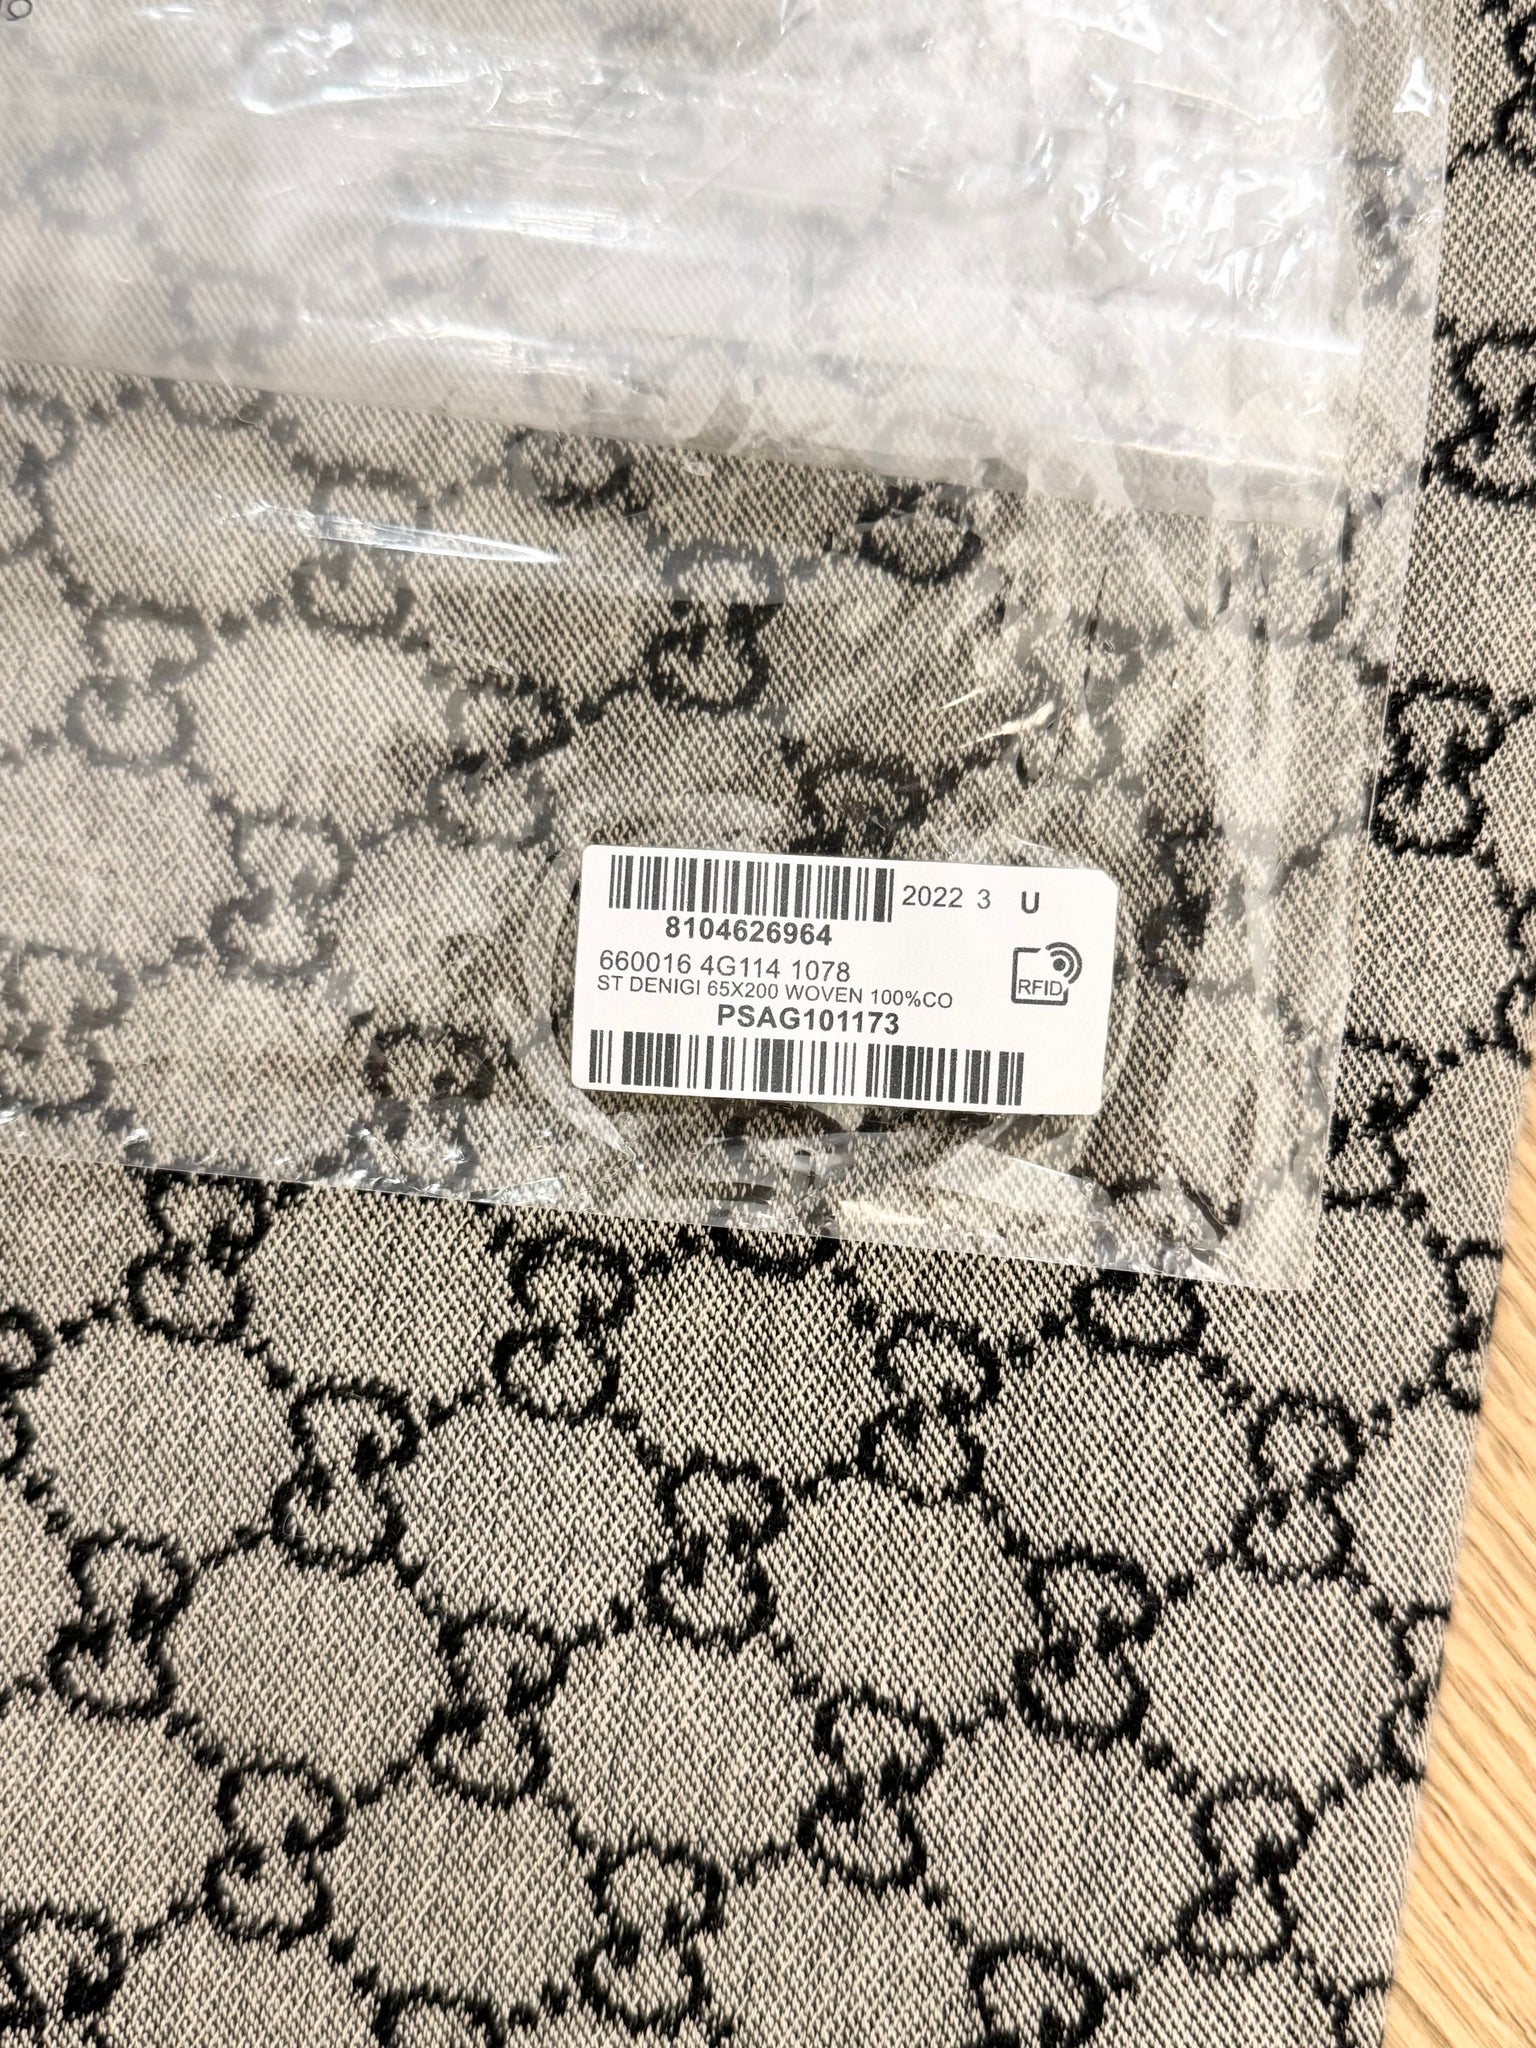 2022 3 U
8104626964
660016 4G114 1078
RFID
ST DENIGI 65X200 WOVEN 100%CO
PSAG101173